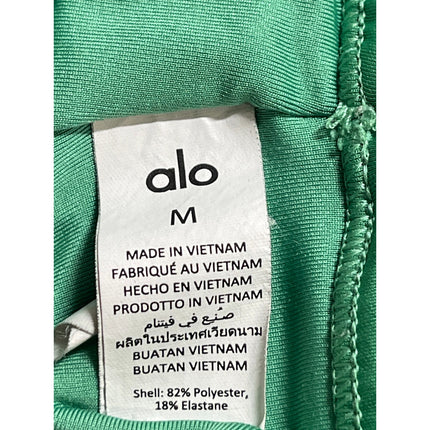 alo
M
MADE IN VIETNAM
FABRIQUÉ AU VIETNAM
HECHO EN VIETNAM
PRODOTTO IN VIETNAM
صُنِع في فيتنام
ผลิตในประเทศเวียดนาม
BUATAN VIETNAM
BUATAN VIETNAM
Shell: 82% Polyester,
18% Elastane